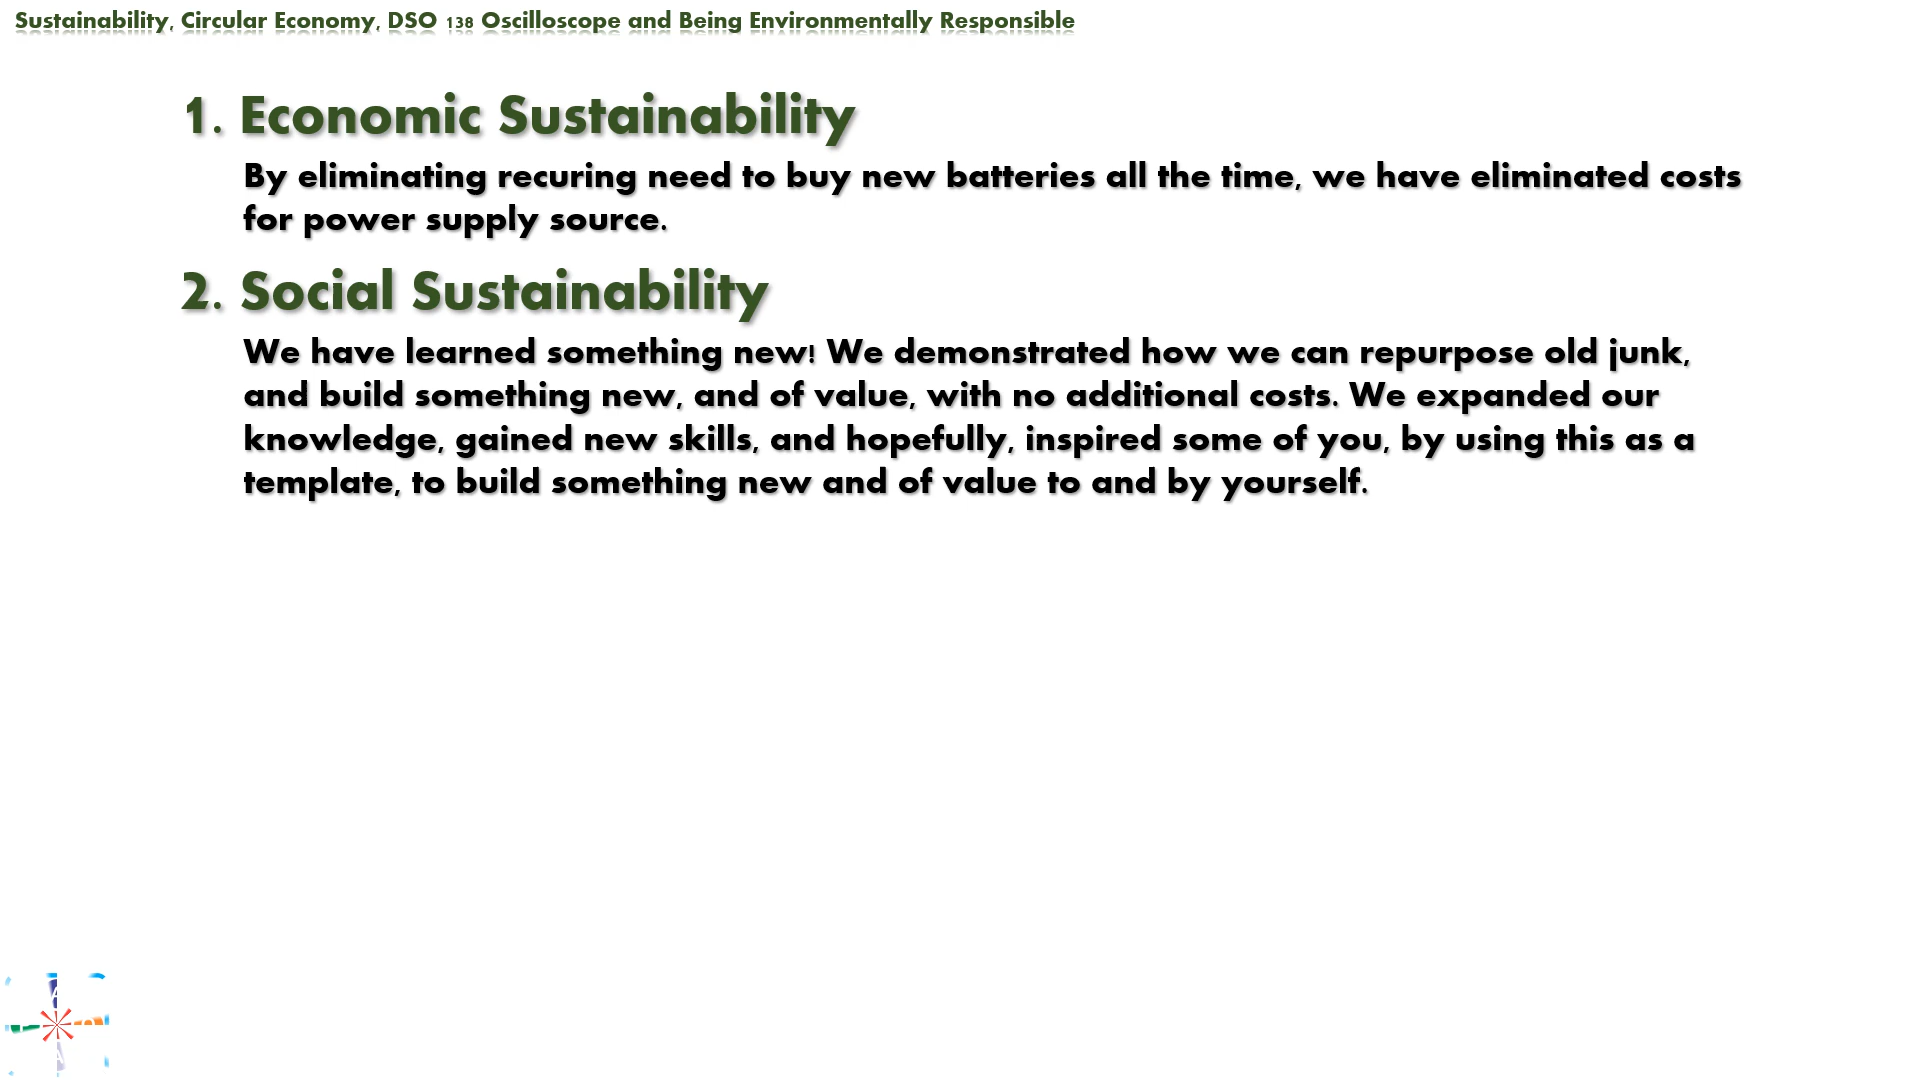 Sustainability, Circular Economy, DSO 138 Oscilloscope and Being Environmentally Responsible
1. Economic Sustainability
By eliminating recuring need to buy new batteries all the time, we have eliminated costs
for power supply source.
2. Social Sustainability
We have learned something new! We demonstrated how we can repurpose old junk,
and build something new, and of value, with no additional costs. We expanded our
knowledge, gained new skills, and hopefully, inspired some of you, by using this as a
template, to build something new and of value to and by yourself.